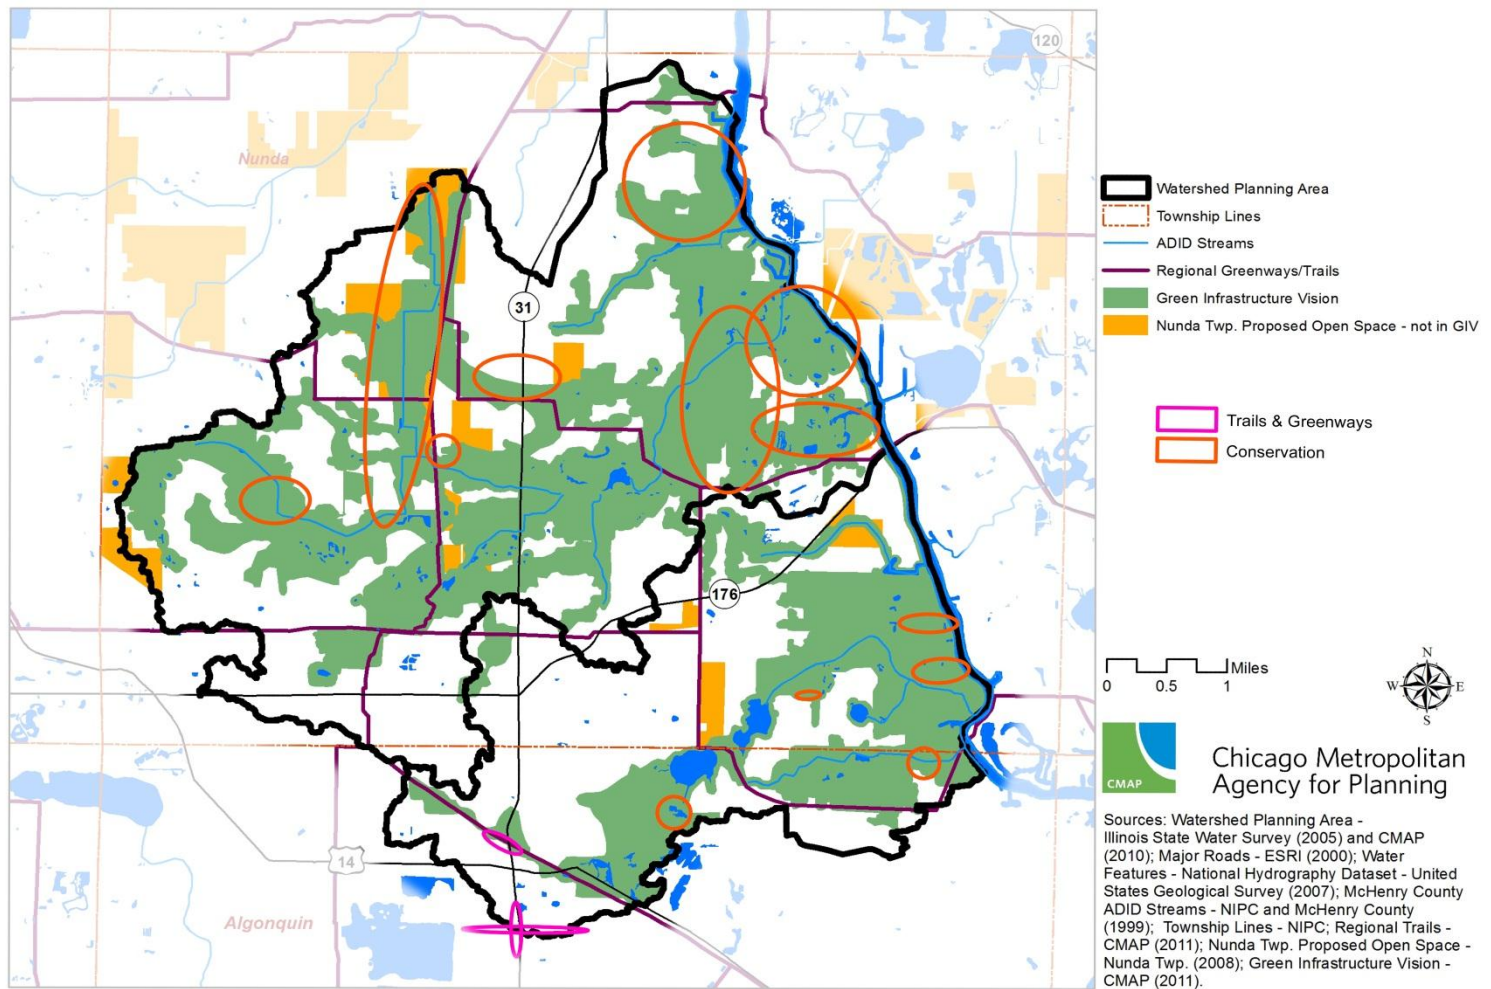 120
Nunda
31
176
14
Algonquin
Watershed Planning Area
Township Lines
ADID Streams
Regional Greenways/Trails
Green Infrastructure Vision
Nunda Twp. Proposed Open Space - not in GIV
Trails & Greenways
Conservation
Miles
0 0.5 1
N
W E
S
CMAP
Chicago Metropolitan
Agency for Planning
Sources: Watershed Planning Area -
Illinois State Water Survey (2005) and CMAP
(2010); Major Roads - ESRI (2000); Water
Features - National Hydrography Dataset - United
States Geological Survey (2007); McHenry County
ADID Streams - NIPC and McHenry County
(1999); Township Lines - NIPC; Regional Trails -
CMAP (2011); Nunda Twp. Proposed Open Space -
Nunda Twp. (2008); Green Infrastructure Vision -
CMAP (2011).